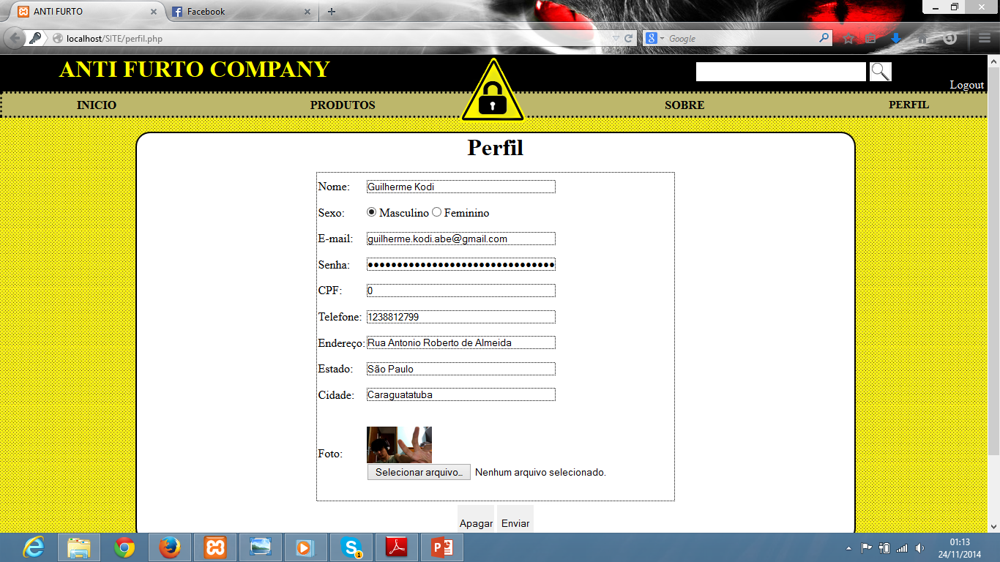 ANTI FURTO
Facebook
localhost/SITE/perfil.php
Google
ANTI FURTO COMPANY
Logout
INICIO PRODUTOS SOBRE PERFIL
Perfil
Nome: Guilherme Kodi
Sexo: Masculino Feminino
E-mail: guilherme.kodi.abe@gmail.com
Senha: ●●●●●●●●●●●●●●●●●●●●●●●●●●●●●●●●
CPF: 0
Telefone: 1238812799
Endereço: Rua Antonio Roberto de Almeida
Estado: São Paulo
Cidade: Caraguatatuba
Foto:
Selecionar arquivo... Nenhum arquivo selecionado.
Apagar Enviar
01:13
24/11/2014